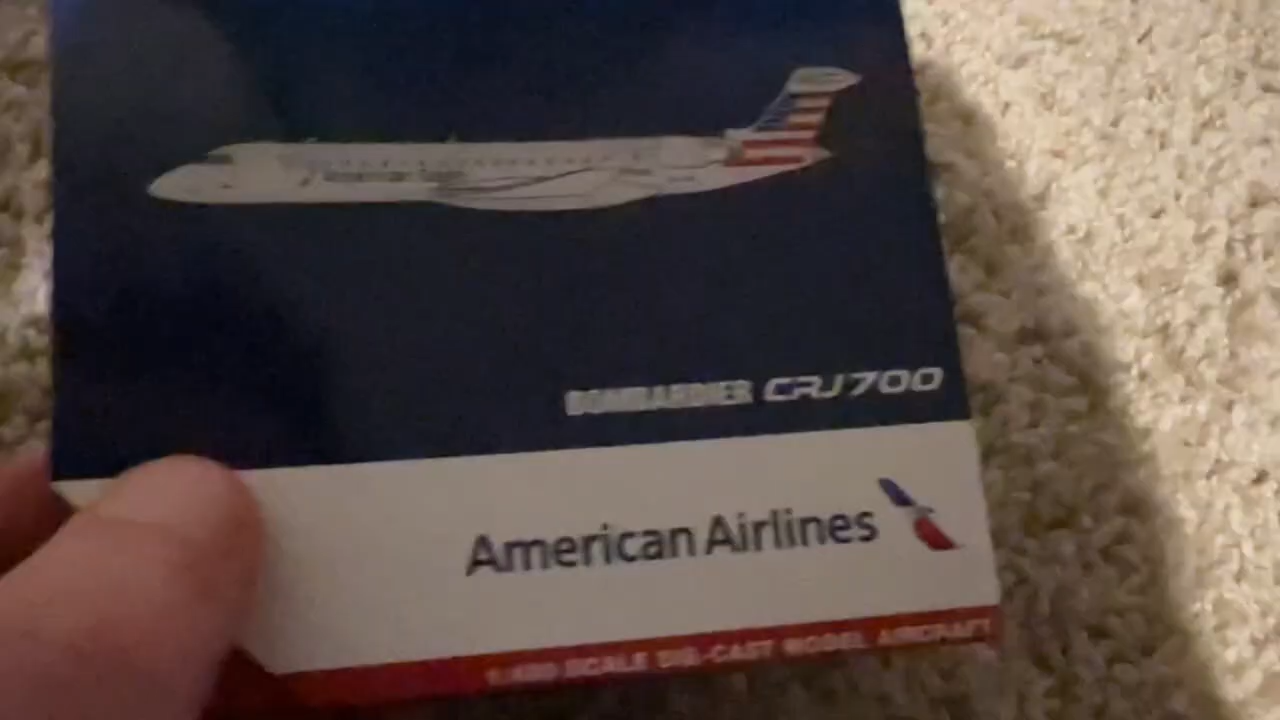 BOMBARDIER CRJ700
American Airlines
1:400 SCALE DIE-CAST MODEL AIRCRAFT